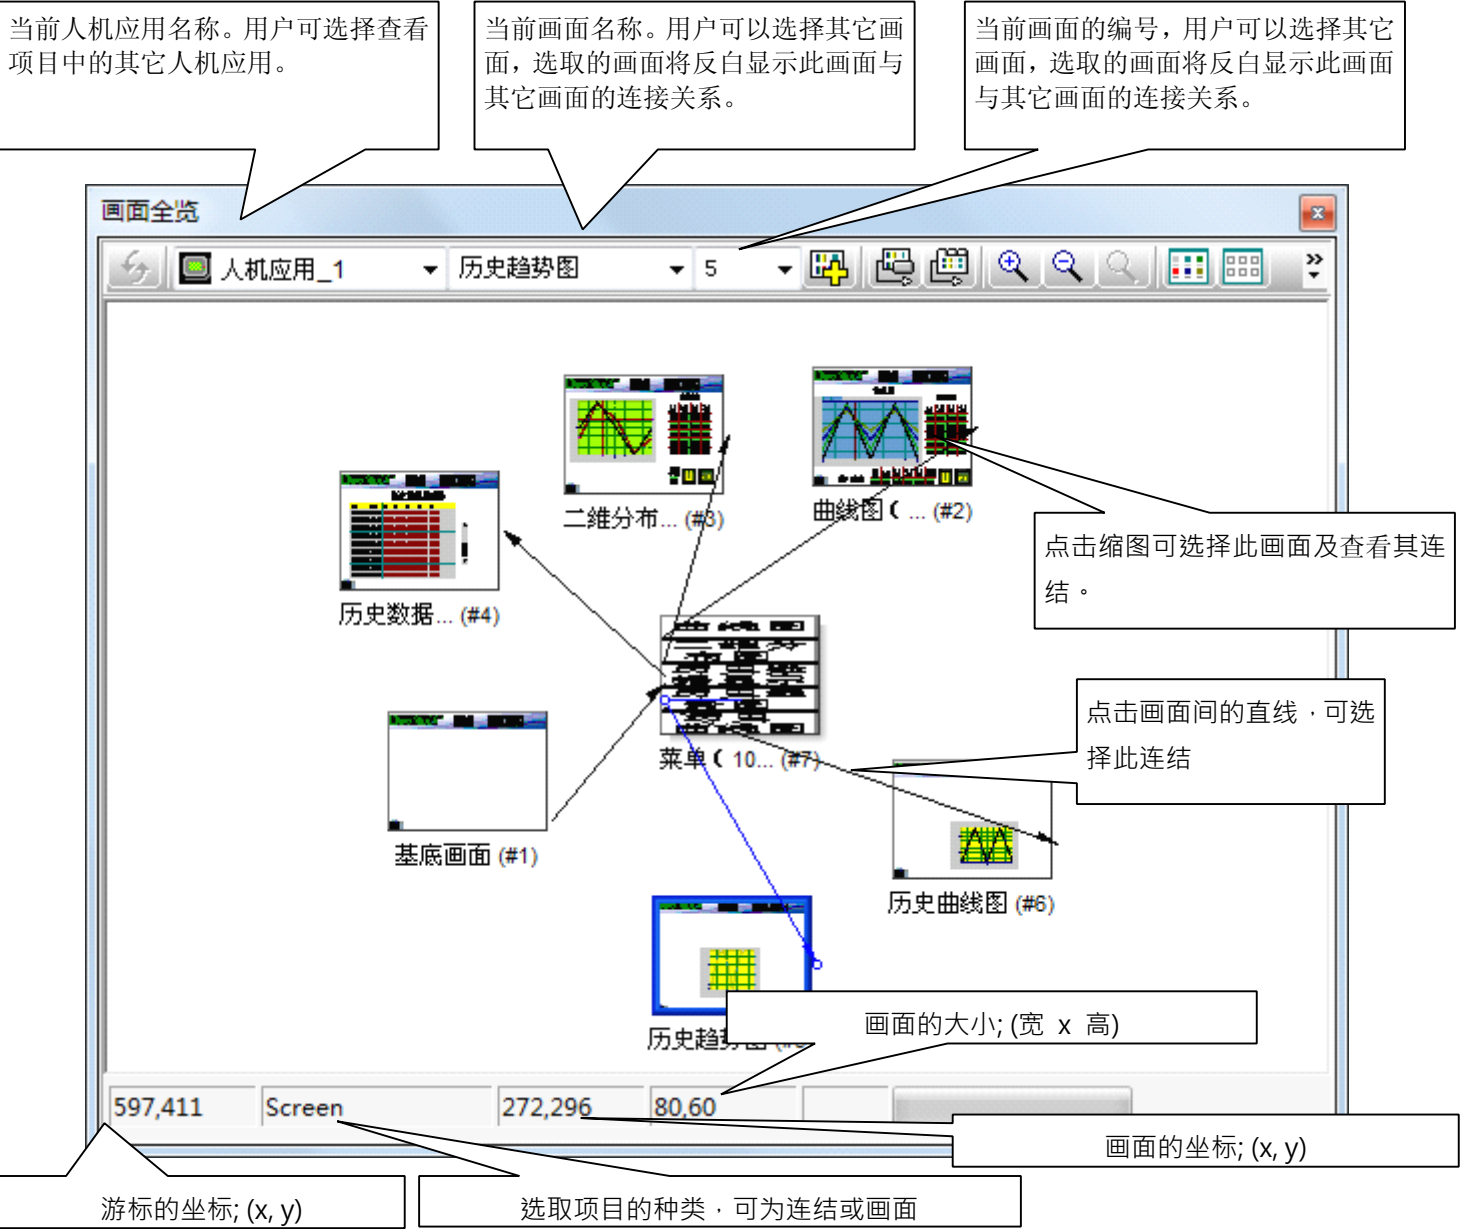 当前人机应用名称。用户可选择查看
项目中的其它人机应用。
当前画面名称。用户可以选择其它画
面，选取的画面将反白显示此画面与
其它画面的连接关系。
当前画面的编号，用户可以选择其它
画面，选取的画面将反白显示此画面
与其它画面的连接关系。
画面全览
人机应用_1
历史趋势图
5
二维分布... (#3)
曲线图 ( ... (#2)
点击缩图可选择此画面及查看其连
结。
历史数据... (#4)
菜单 ( 10... (#7)
点击画面间的直线，可选
择此连结
基底画面 (#1)
历史曲线图 (#6)
历史趋势图
画面的大小; (宽 x 高)
597,411
Screen
272,296
80,60
画面的坐标; (x, y)
游标的坐标; (x, y)
选取项目的种类，可为连结或画面